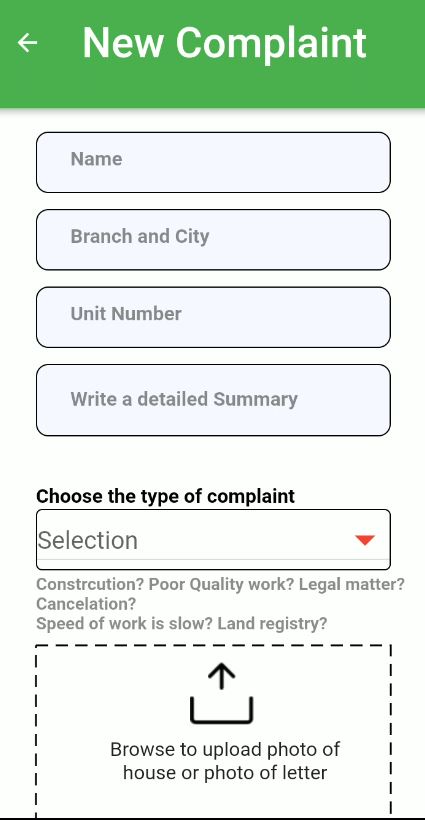 New Complaint
Name
Branch and City
Unit Number
Write a detailed Summary
Choose the type of complaint
Selection
Constrcution? Poor Quality work? Legal matter?
Cancelation?
Speed of work is slow? Land registry?
Browse to upload photo of
house or photo of letter